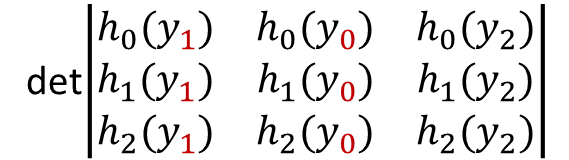 h₀(y₁) h₀(y₀) h₀(y₂)
det h₁(y₁) h₁(y₀) h₁(y₂)
h₂(y₁) h₂(y₀) h₂(y₂)